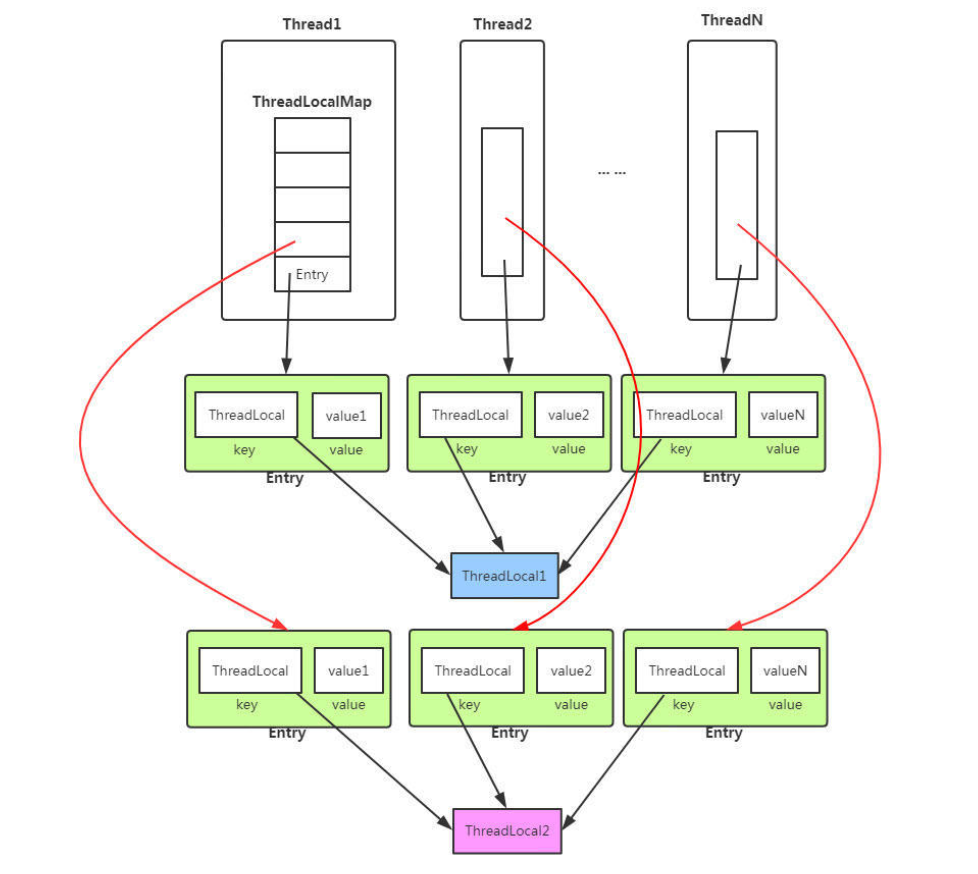 Thread1
Thread2
ThreadN
ThreadLocalMap
... ...
Entry
ThreadLocal
value1
key
value
Entry
ThreadLocal
value2
key
value
Entry
ThreadLocal
valueN
key
value
Entry
ThreadLocal1
ThreadLocal
value1
key
value
Entry
ThreadLocal
value2
key
value
Entry
ThreadLocal
valueN
key
value
Entry
ThreadLocal2